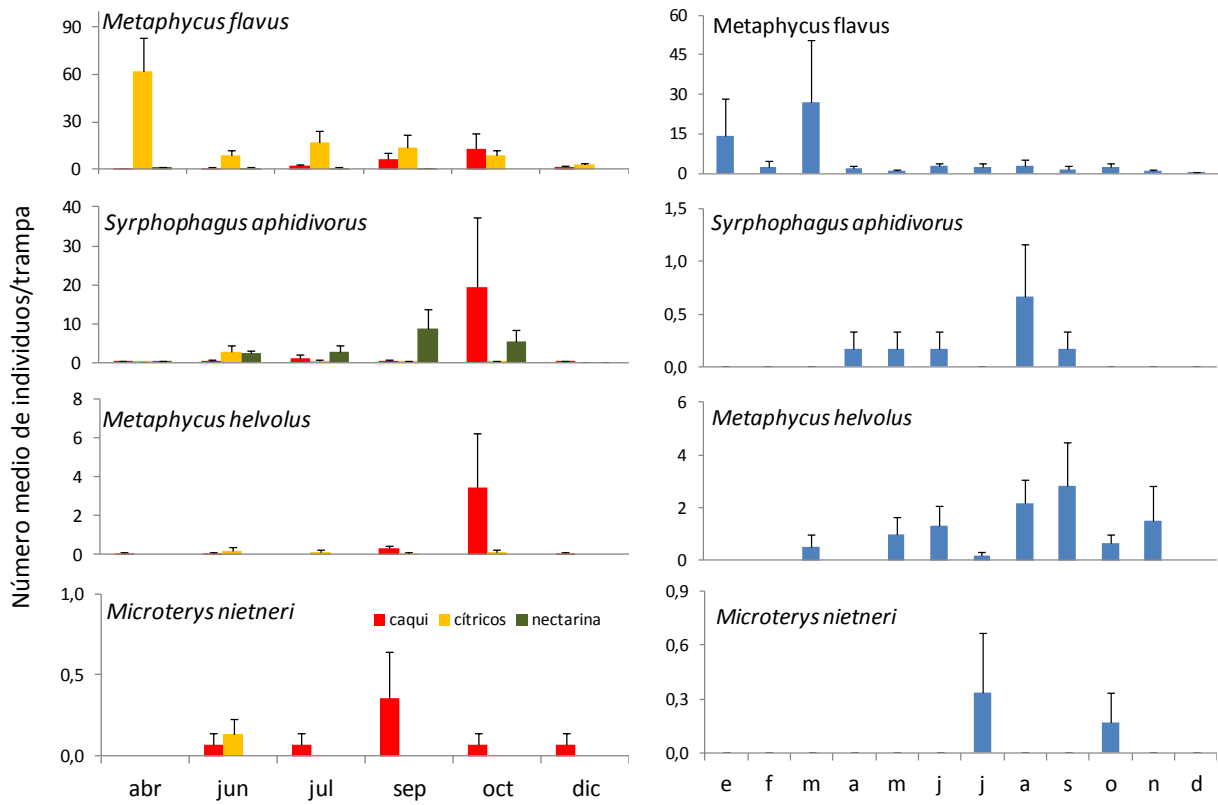 Número medio de individuos/trampa
Metaphycus flavus
90
60
30
0
Syrphophagus aphidivorus
40
30
20
10
0
Metaphycus helvolus
8
6
4
2
0
Microterys nietneri
caqui cítricos nectarina
1,0
0,5
0,0
abr jun jul sep oct dic
Metaphycus flavus
60
45
30
15
0
Syrphophagus aphidivorus
1,5
1,0
0,5
0,0
Metaphycus helvolus
6
4
2
0
Microterys nietneri
0,9
0,6
0,3
0,0
e f m a m j j a s o n d